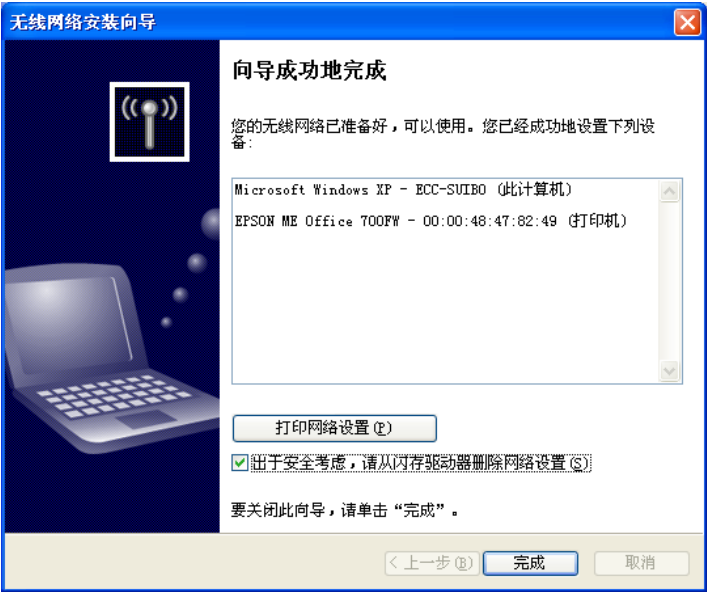 无线网络安装向导
向导成功地完成
您的无线网络已准备好，可以使用。您已经成功地设置下列设
备:
Microsoft Windows XP - ECC-SUIBO (此计算机)
EPSON ME Office 700FW - 00:00:48:47:82:49 (打印机)
打印网络设置(P)
出于安全考虑，请从闪存驱动器删除网络设置(S)
要关闭此向导，请单击“完成”。
< 上一步(B)
完成
取消